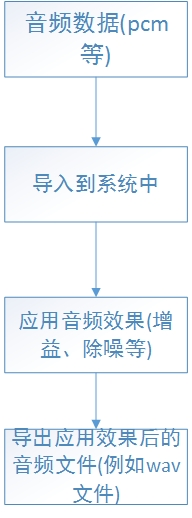 音频数据(pcm
等)
导入到系统中
应用音频效果(增
益、除噪等)
导出应用效果后的
音频文件(例如wav
文件)